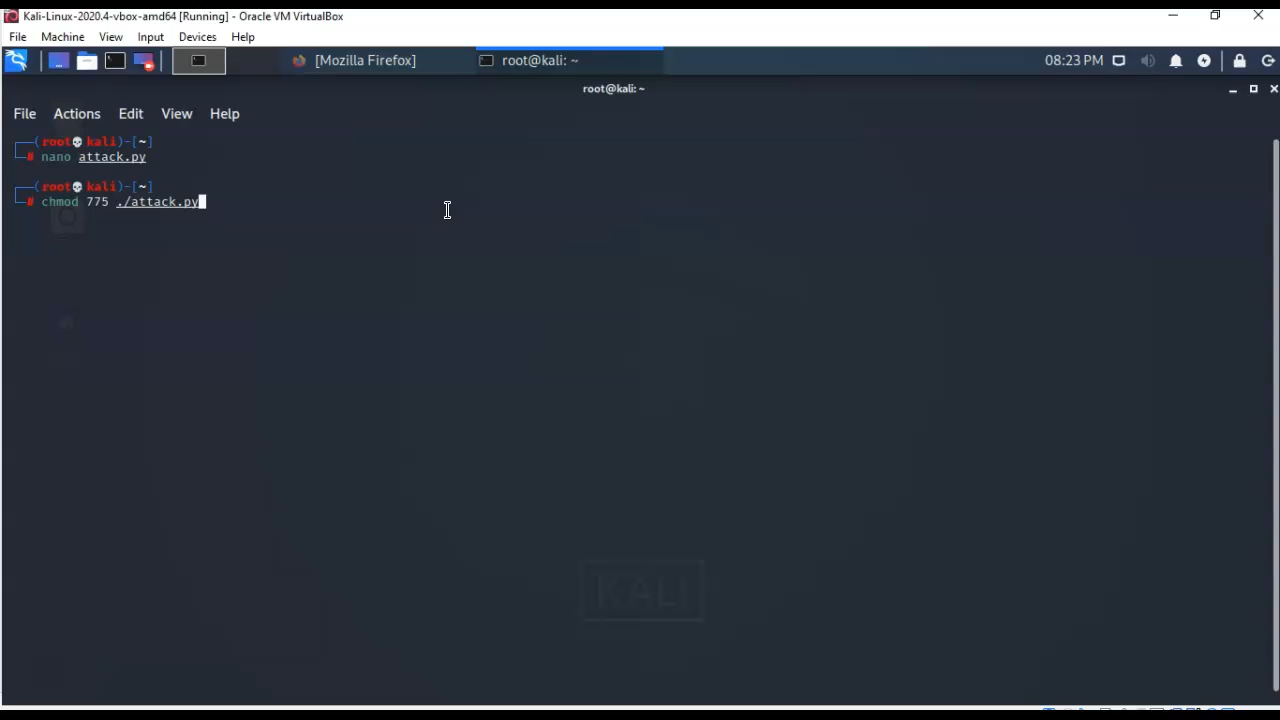 Kali-Linux-2020.4-vbox-amd64 [Running] - Oracle VM VirtualBox
File Machine View Input Devices Help
[Mozilla Firefox] root@kali: ~ 08:23 PM
root@kali: ~
File Actions Edit View Help
(root💀kali)-[~]
# nano attack.py
(root💀kali)-[~]
# chmod 775 ./attack.py
KALI